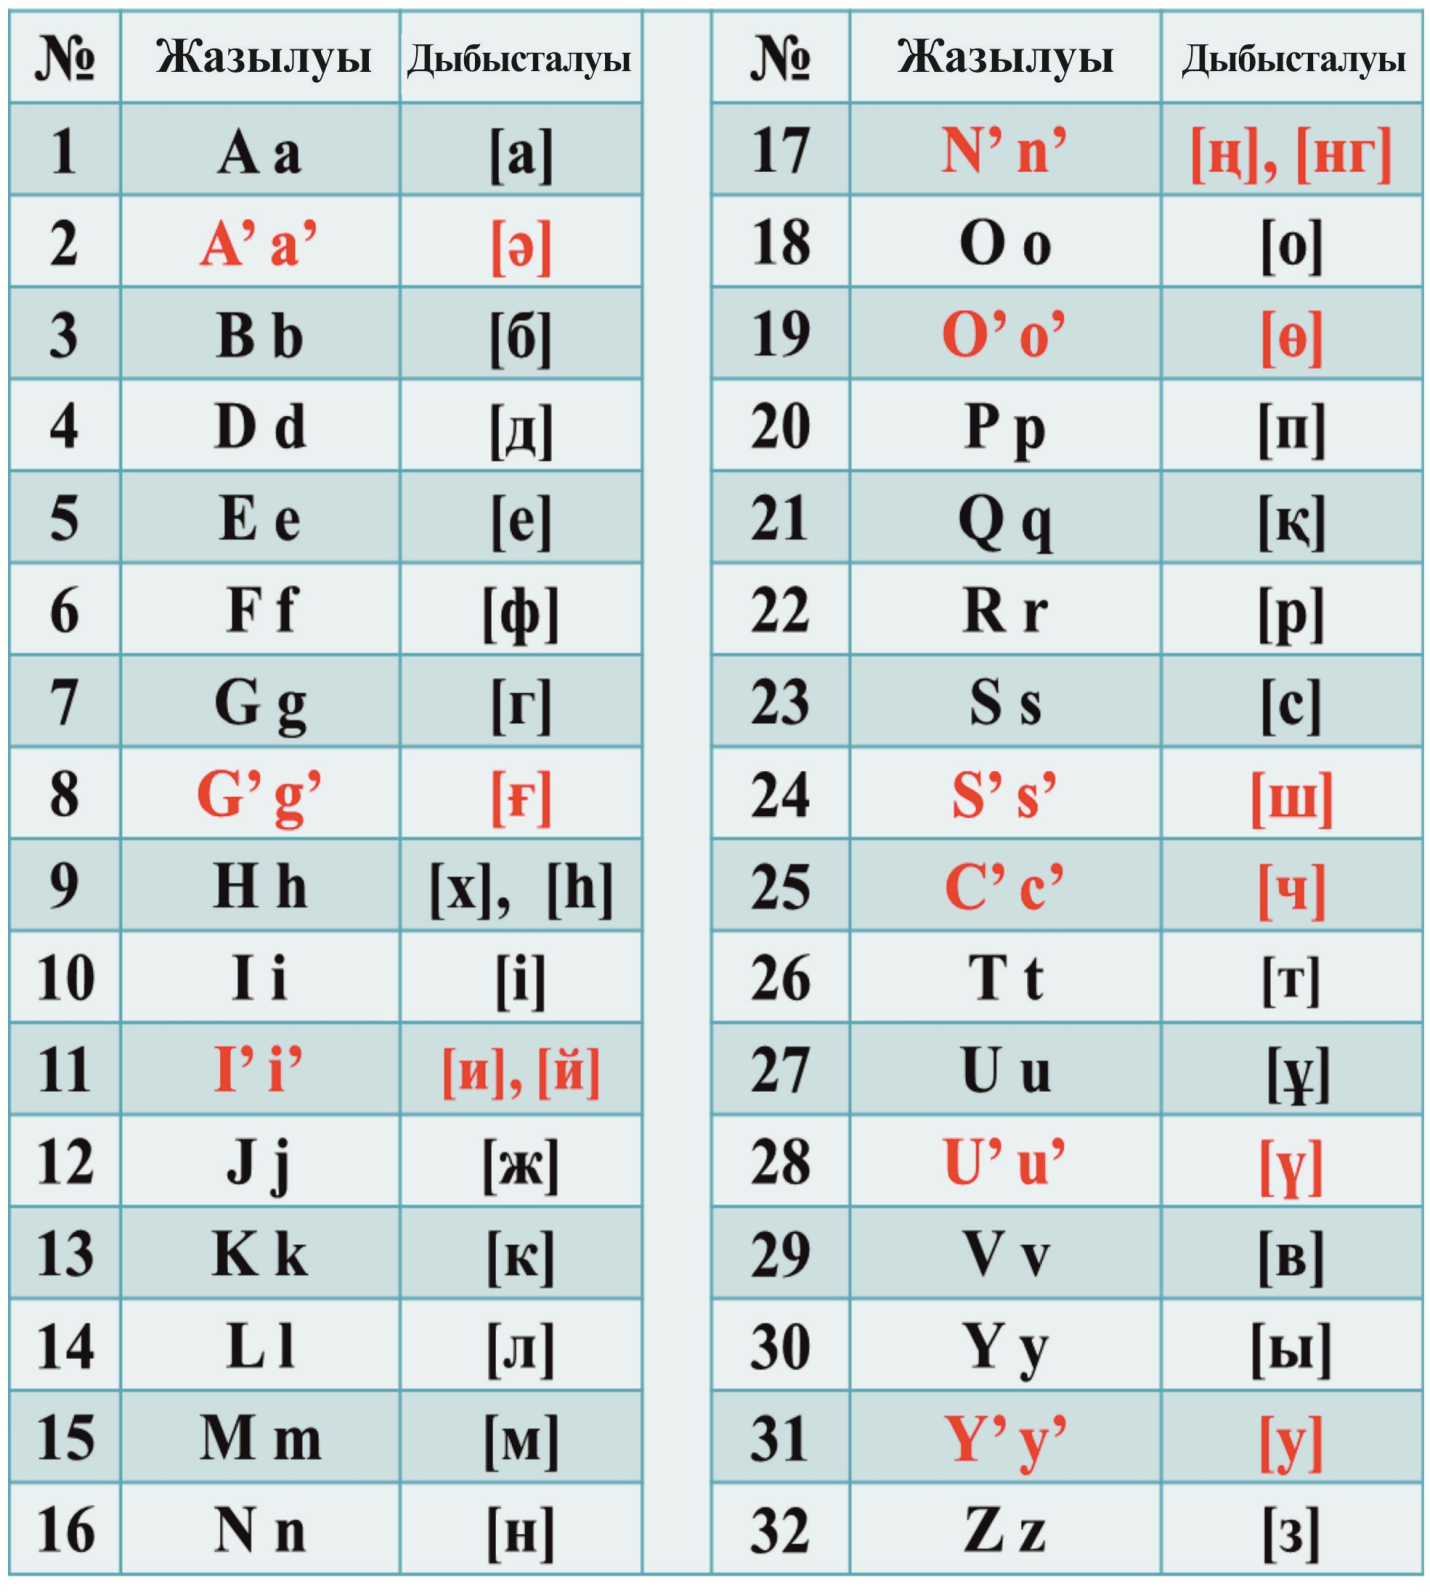 № Жазылуы Дыбысталуы № Жазылуы Дыбысталуы
1 A a [а] 17 N’ n’ [ң], [нг]
2 A’ a’ [ә] 18 O o [о]
3 B b [б] 19 O’ o’ [ө]
4 D d [д] 20 P p [п]
5 E e [е] 21 Q q [қ]
6 F f [ф] 22 R r [р]
7 G g [г] 23 S s [с]
8 G’ g’ [ғ] 24 S’ s’ [ш]
9 H h [х], [һ] 25 C’ c’ [ч]
10 I i [і] 26 T t [т]
11 I’ i’ [и], [й] 27 U u [ұ]
12 J j [ж] 28 U’ u’ [ү]
13 K k [к] 29 V v [в]
14 L l [л] 30 Y y [ы]
15 M m [м] 31 Y’ y’ [у]
16 N n [н] 32 Z z [з]